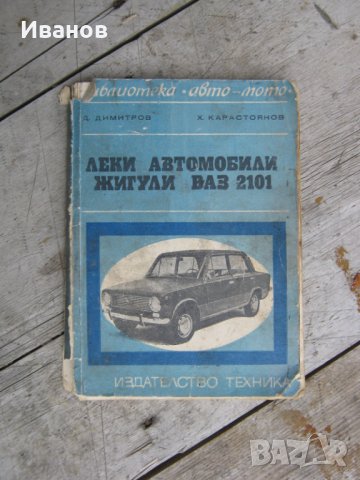 Иванов
библиотека · авто-мото ·
Д. ДИМИТРОВ Х. КАРАСТОЯНОВ
ЛЕКИ АВТОМОБИЛИ
ЖИГУЛИ ВАЗ 2101
ИЗДАТЕЛСТВО ТЕХНИКА
BAZAR